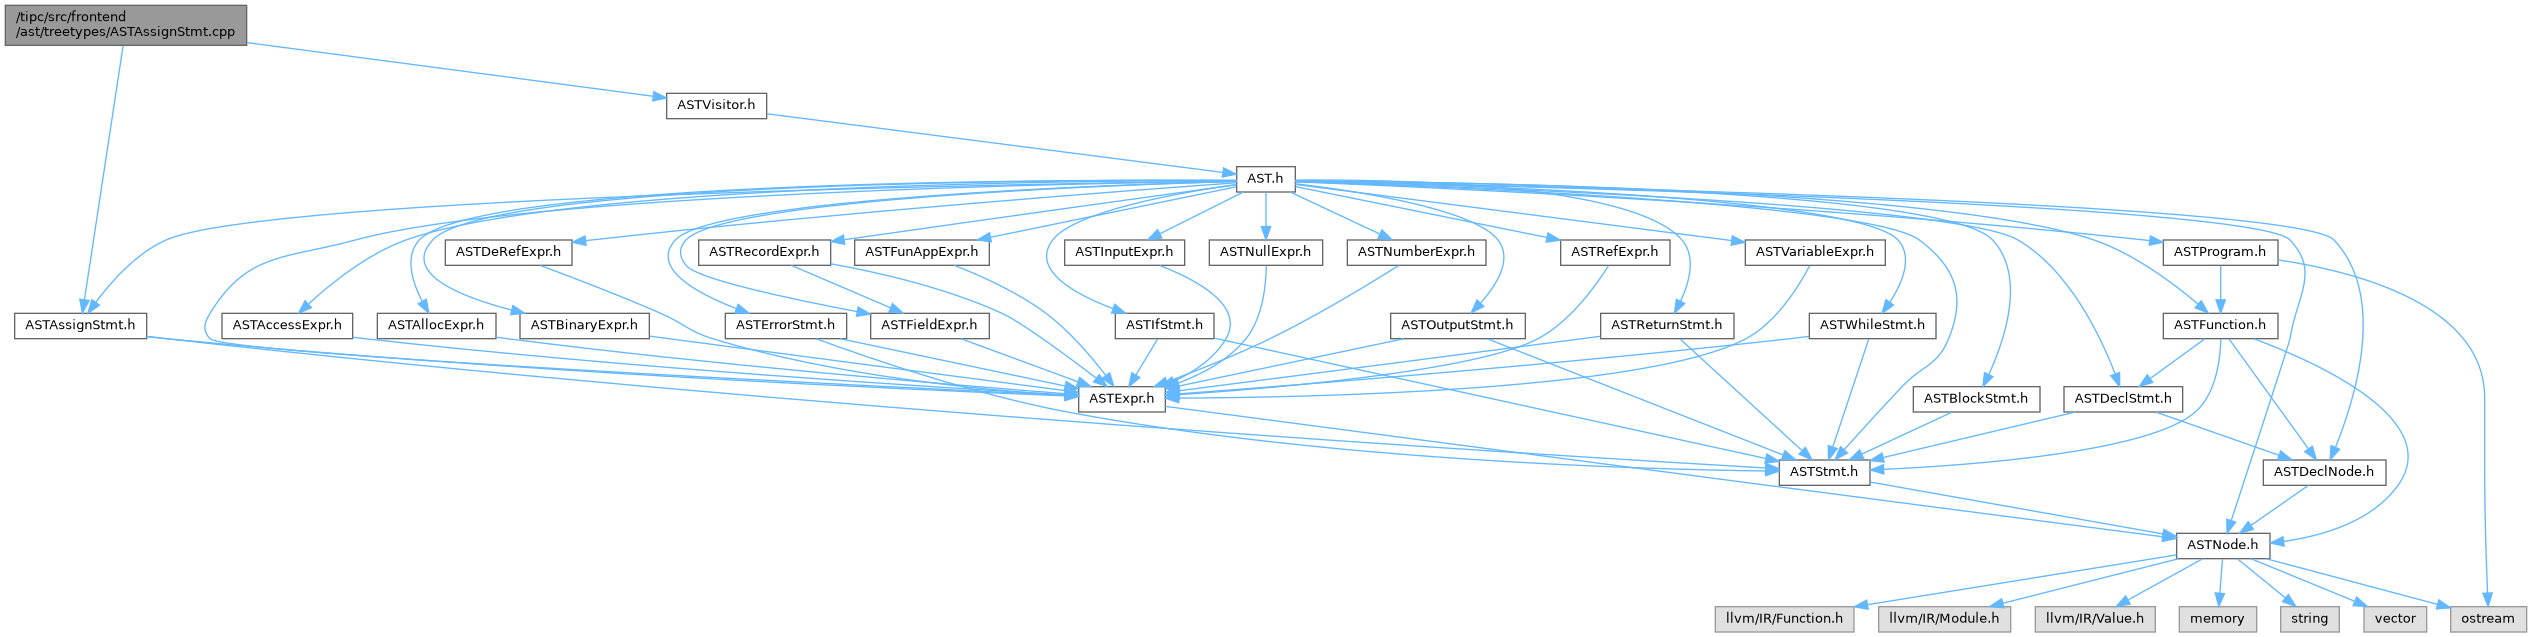 /tipc/src/frontend
/ast/treetypes/ASTAssignStmt.cpp
ASTVisitor.h
AST.h
ASTDeRefExpr.h
ASTRecordExpr.h
ASTFunAppExpr.h
ASTInputExpr.h
ASTNullExpr.h
ASTNumberExpr.h
ASTRefExpr.h
ASTVariableExpr.h
ASTProgram.h
ASTAssignStmt.h
ASTAccessExpr.h
ASTAllocExpr.h
ASTBinaryExpr.h
ASTErrorStmt.h
ASTFieldExpr.h
ASTIfStmt.h
ASTOutputStmt.h
ASTReturnStmt.h
ASTWhileStmt.h
ASTFunction.h
ASTExpr.h
ASTBlockStmt.h
ASTDeclStmt.h
ASTStmt.h
ASTDeclNode.h
ASTNode.h
llvm/IR/Function.h
llvm/IR/Module.h
llvm/IR/Value.h
memory
string
vector
ostream